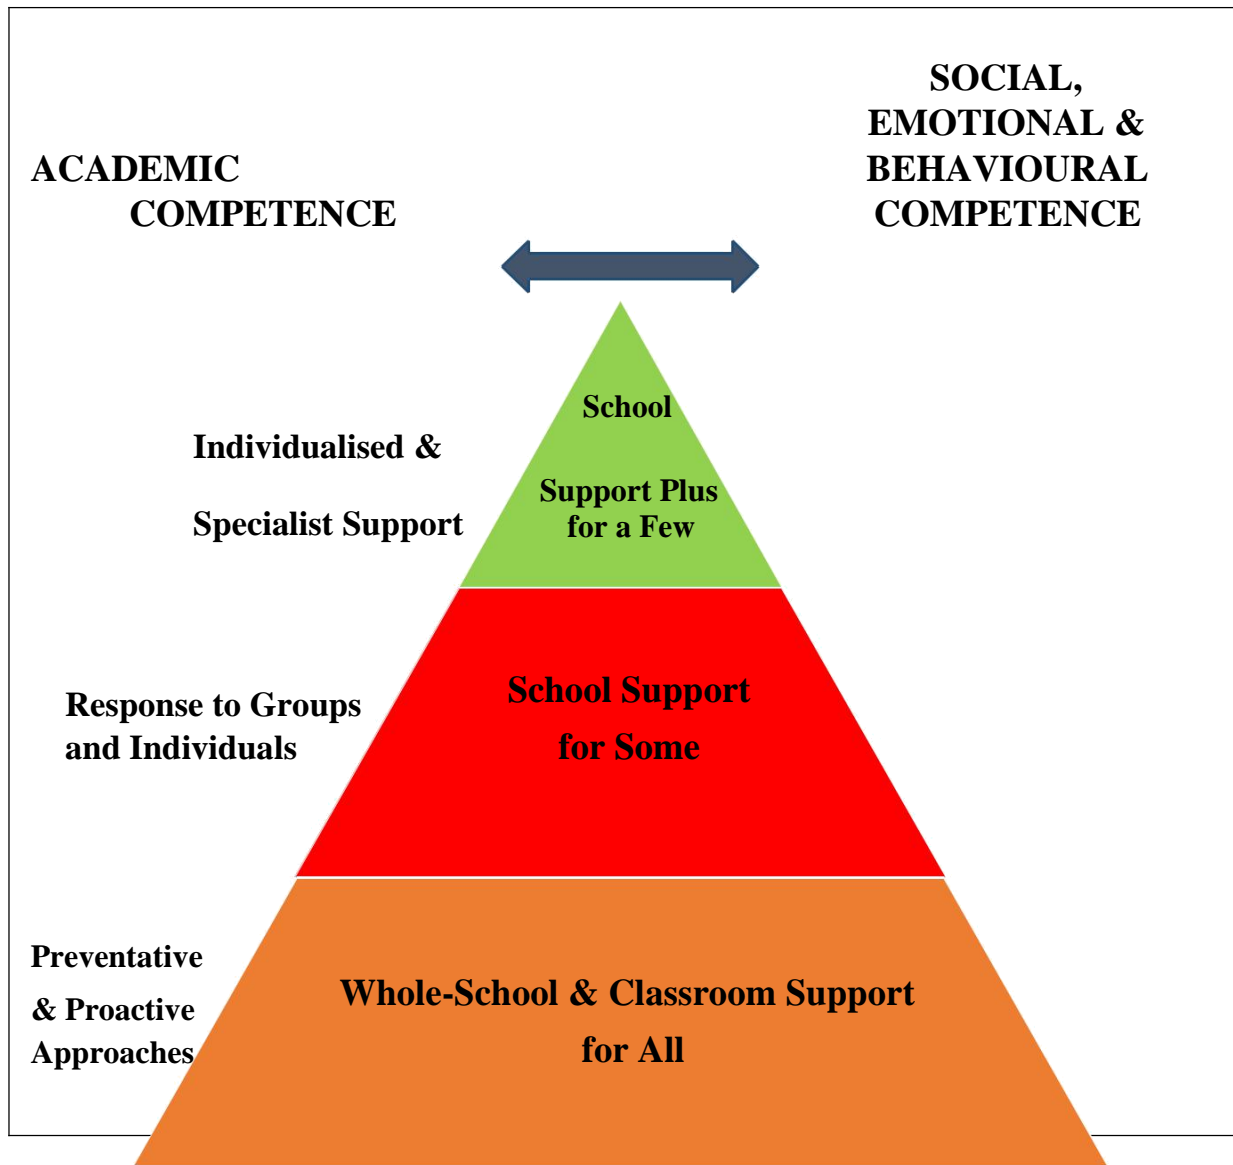 ACADEMIC
COMPETENCE
SOCIAL,
EMOTIONAL &
BEHAVIOURAL
COMPETENCE
Individualised &
Specialist Support
School
Support Plus
for a Few
Response to Groups
and Individuals
School Support
for Some
Preventative
& Proactive
Approaches
Whole-School & Classroom Support
for All